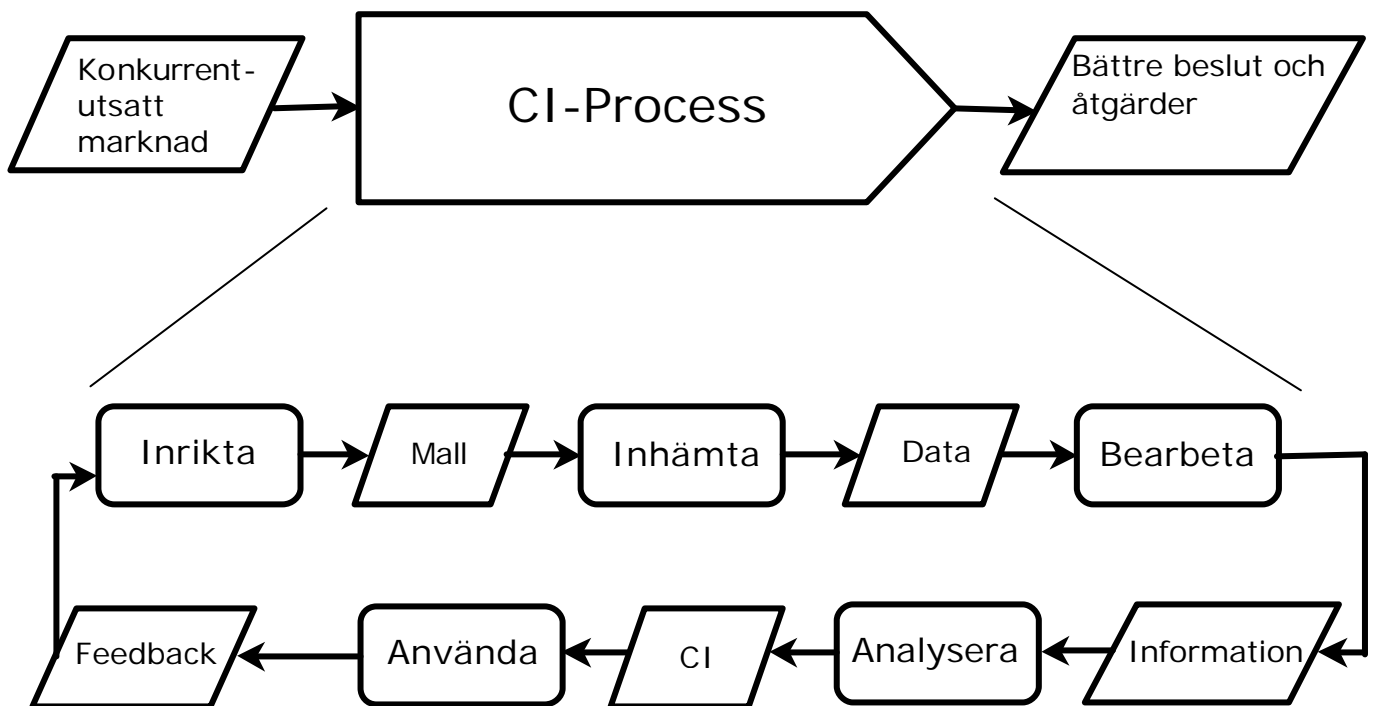 Konkurrent-
utsatt
marknad
CI-Process
Bättre beslut och
åtgärder
Inrikta
Mall
Inhämta
Data
Bearbeta
Feedback
Använda
CI
Analysera
Information